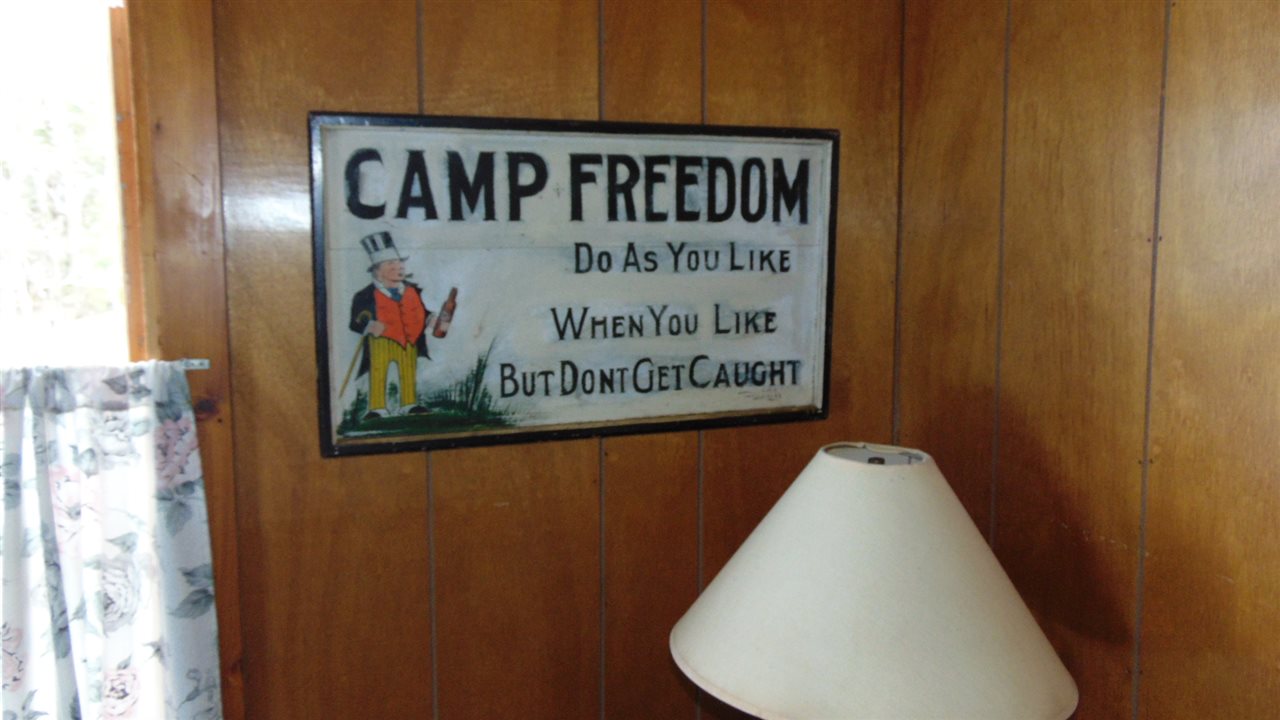 CAMP FREEDOM
DO AS YOU LIKE
WHEN YOU LIKE
BUT DONT GET CAUGHT